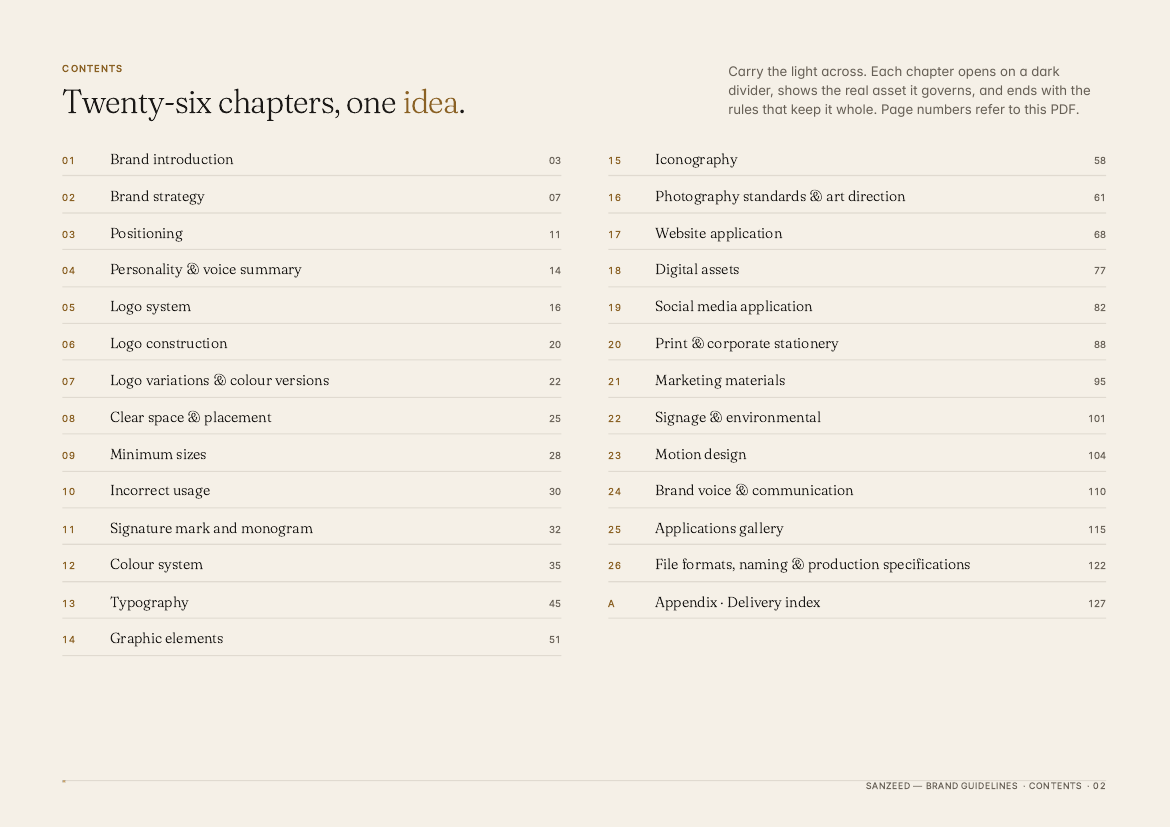 CONTENTS
Twenty-six chapters, one idea.
Carry the light across. Each chapter opens on a dark
divider, shows the real asset it governs, and ends with the
rules that keep it whole. Page numbers refer to this PDF.
01 Brand introduction 03
02 Brand strategy 07
03 Positioning 11
04 Personality & voice summary 14
05 Logo system 16
06 Logo construction 20
07 Logo variations & colour versions 22
08 Clear space & placement 25
09 Minimum sizes 28
10 Incorrect usage 30
11 Signature mark and monogram 32
12 Colour system 35
13 Typography 45
14 Graphic elements 51
15 Iconography 58
16 Photography standards & art direction 61
17 Website application 68
18 Digital assets 77
19 Social media application 82
20 Print & corporate stationery 88
21 Marketing materials 95
22 Signage & environmental 101
23 Motion design 104
24 Brand voice & communication 110
25 Applications gallery 115
26 File formats, naming & production specifications 122
A Appendix · Delivery index 127
SANZEED — BRAND GUIDELINES · CONTENTS · 02